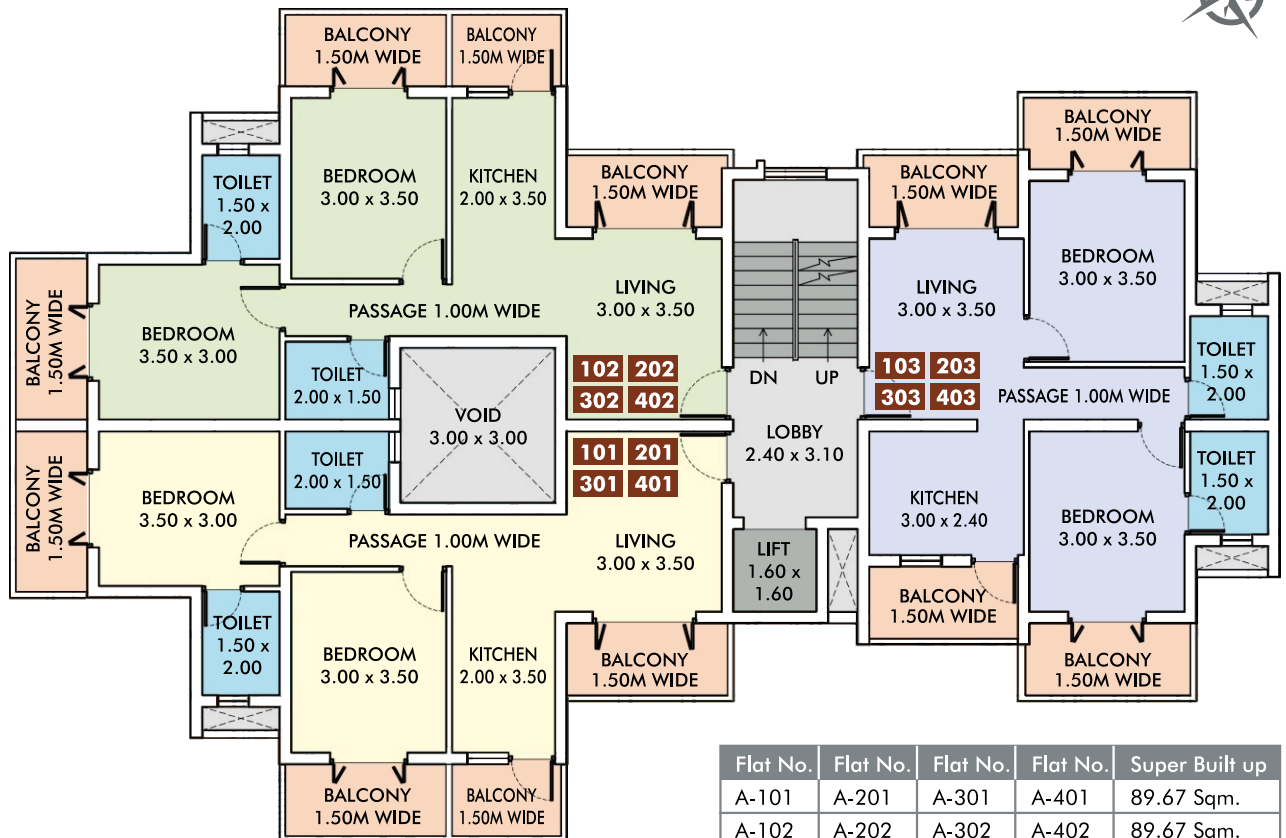 BALCONY
1.50M WIDE
BALCONY
1.50M WIDE
BEDROOM
3.00 x 3.50
KITCHEN
2.00 x 3.50
TOILET
1.50 x
2.00
BALCONY
1.50M WIDE
LIVING
3.00 x 3.50
PASSAGE 1.00M WIDE
BEDROOM
3.50 x 3.00
BALCONY
1.50M WIDE
TOILET
2.00 x 1.50
VOID
3.00 x 3.00
102 202
302 402
DN UP
LOBBY
2.40 x 3.10
LIFT
1.60 x
1.60
BALCONY
1.50M WIDE
BALCONY
1.50M WIDE
BEDROOM
3.00 x 3.50
LIVING
3.00 x 3.50
103 203
303 403
PASSAGE 1.00M WIDE
TOILET
1.50 x
2.00
TOILET
1.50 x
2.00
KITCHEN
3.00 x 2.40
BEDROOM
3.00 x 3.50
BALCONY
1.50M WIDE
BALCONY
1.50M WIDE
101 201
301 401
TOILET
2.00 x 1.50
BALCONY
1.50M WIDE
BEDROOM
3.50 x 3.00
PASSAGE 1.00M WIDE
LIVING
3.00 x 3.50
TOILET
1.50 x
2.00
BEDROOM
3.00 x 3.50
KITCHEN
2.00 x 3.50
BALCONY
1.50M WIDE
BALCONY
1.50M WIDE
BALCONY
1.50M WIDE
Flat No. Flat No. Flat No. Flat No. Super Built up
A-101 A-201 A-301 A-401 89.67 Sqm.
A-102 A-202 A-302 A-402 89.67 Sqm.